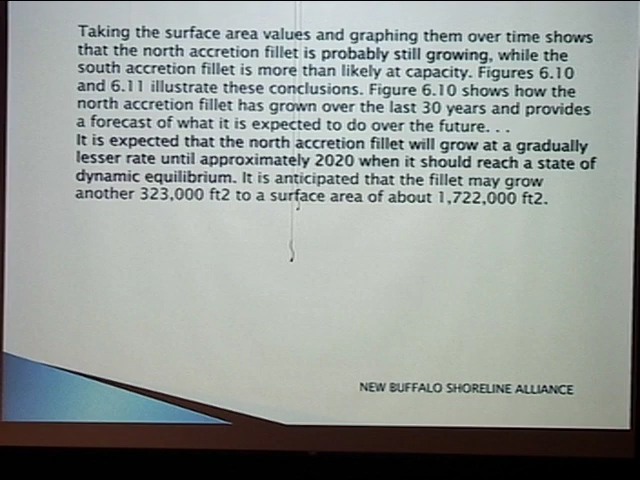 Taking the surface area values and graphing them over time shows
that the north accretion fillet is probably still growing, while the
south accretion fillet is more than likely at capacity. Figures 6.10
and 6.11 illustrate these conclusions. Figure 6.10 shows how the
north accretion fillet has grown over the last 30 years and provides
a forecast of what it is expected to do over the future. . .
It is expected that the north accretion fillet will grow at a gradually
lesser rate until approximately 2020 when it should reach a state of
dynamic equilibrium. It is anticipated that the fillet may grow
another 323,000 ft2 to a surface area of about 1,722,000 ft2.
NEW BUFFALO SHORELINE ALLIANCE